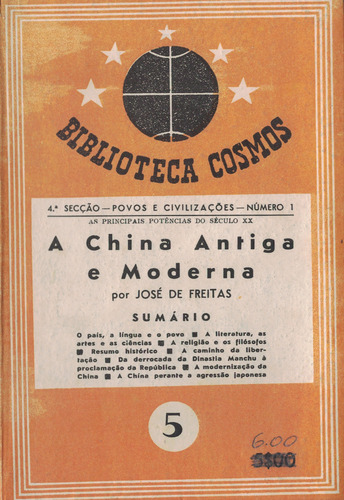 BIBLIOTECA COSMOS
4.ª SECÇÃO — POVOS E CIVILIZAÇÕES — NÚMERO 1
AS PRINCIPAIS POTÊNCIAS DO SÉCULO XX
A China Antiga
e Moderna
por JOSÉ DE FREITAS
SUMÁRIO
O país, a língua e o povo ■ A literatura, as
artes e as ciências ■ A religião e os filósofos
■ Resumo histórico ■ A caminho da liber-
tação ■ Da derrocada da Dinastia Manchu à
proclamação da República ■ A modernização da
China ■ A China perante a agressão japonesa
5
6.00
5$00